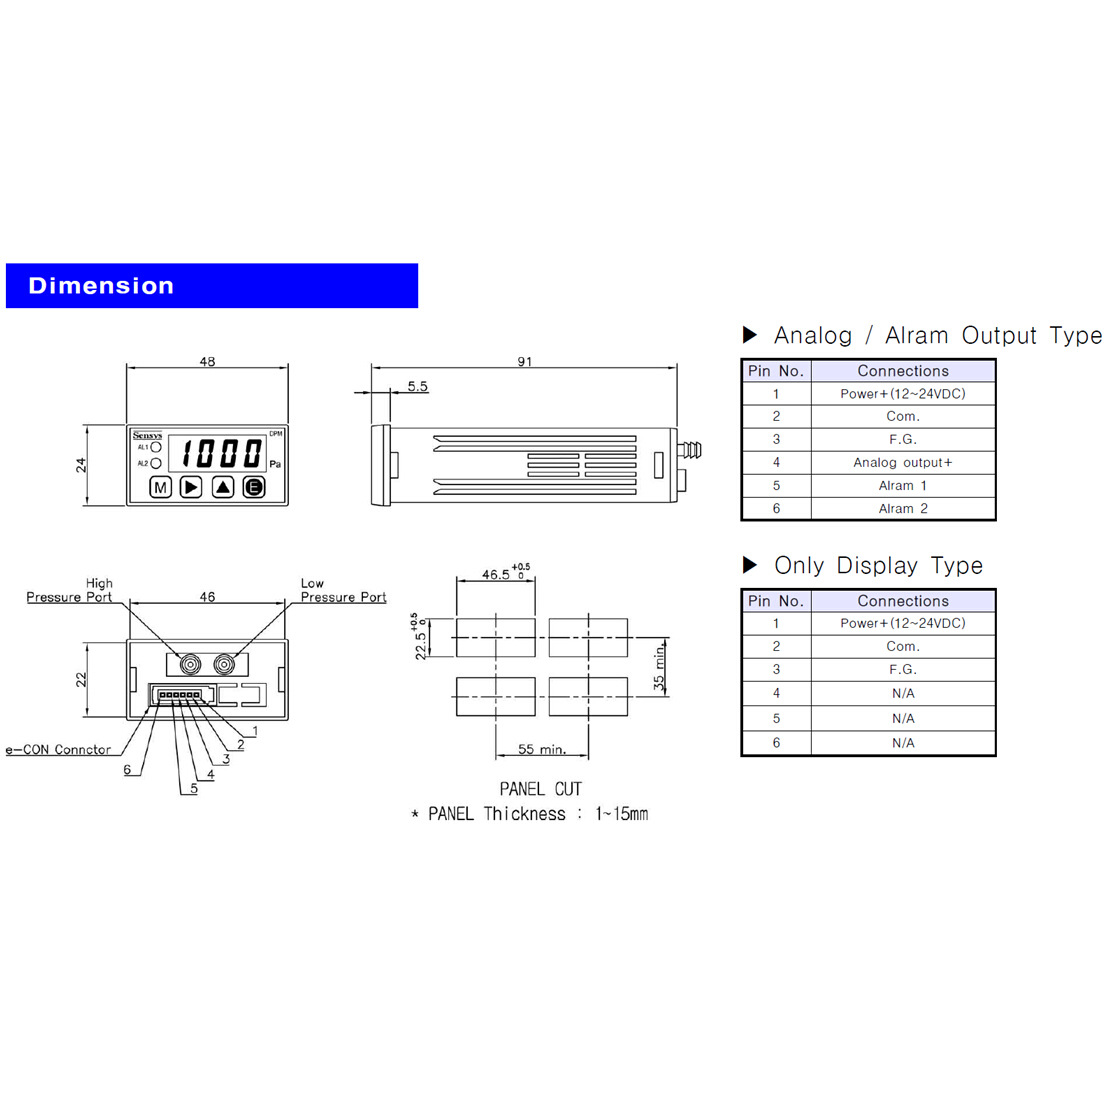 Dimension
48
24
Sensys
DPM
AL1
AL2
1000
Pa
M
E
91
5.5
High
Pressure Port
Low
Pressure Port
46
22
e-CON Connctor
1
2
3
4
5
6
46.5 +0.5 0
22.5 +0.5 0
35 min.
55 min.
PANEL CUT
* PANEL Thickness : 1~15mm
▶ Analog / Alram Output Type
Pin No. Connections
1 Power+(12~24VDC)
2 Com.
3 F.G.
4 Analog output+
5 Alram 1
6 Alram 2
▶ Only Display Type
Pin No. Connections
1 Power+(12~24VDC)
2 Com.
3 F.G.
4 N/A
5 N/A
6 N/A